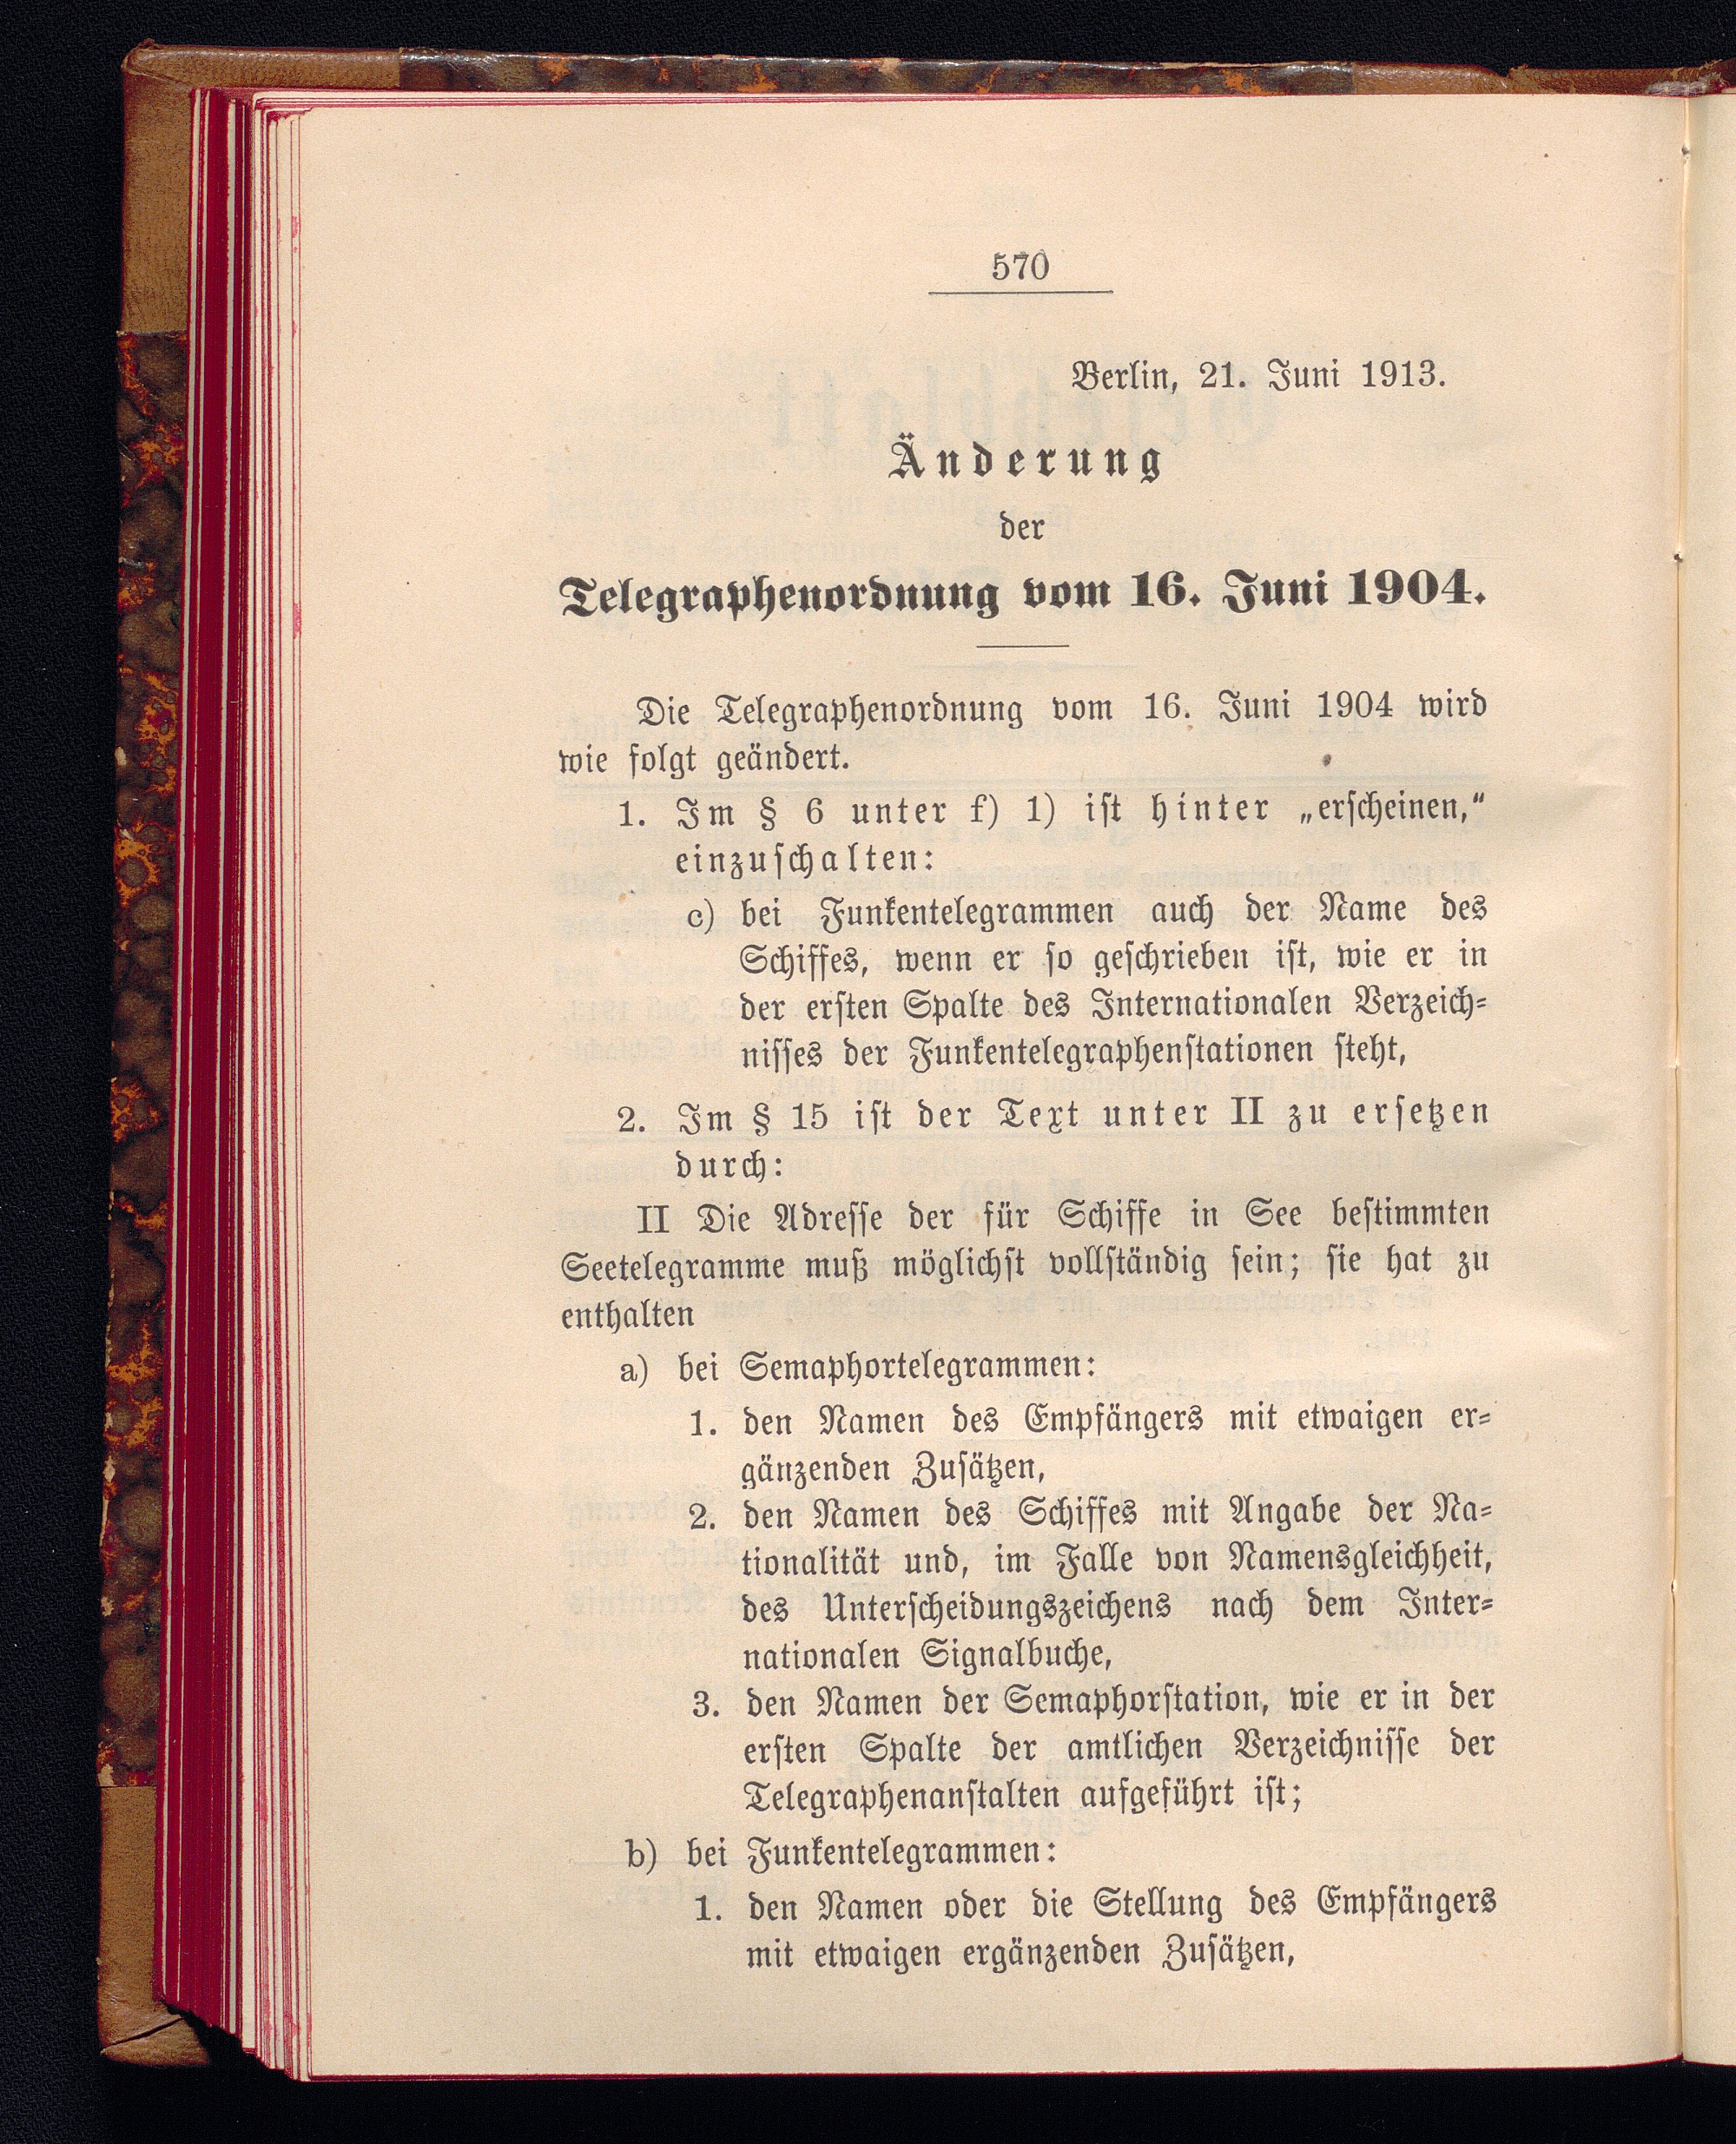 570
Berlin, 21. Juni 1913.
Änderung
der
Telegraphenordnung vom 16. Juni 1904.
Die Telegraphenordnung vom 16. Juni 1904 wird
wie folgt geändert.
1. Im § 6 unter f) 1) ist hinter „erscheinen,“
einzuschalten:
c) bei Funkentelegrammen auch der Name des
Schiffes, wenn er so geschrieben ist, wie er in
der ersten Spalte des Internationalen Verzeich-
nisses der Funkentelegraphenstationen steht,
2. Im § 15 ist der Text unter II zu ersetzen
durch:
II Die Adresse der für Schiffe in See bestimmten
Seetelegramme muß möglichst vollständig sein; sie hat zu
enthalten
a) bei Semaphortelegrammen:
1. den Namen des Empfängers mit etwaigen er-
gänzenden Zusätzen,
2. den Namen des Schiffes mit Angabe der Na-
tionalität und, im Falle von Namensgleichheit,
des Unterscheidungszeichens nach dem Inter-
nationalen Signalbuche,
3. den Namen der Semaphorstation, wie er in der
ersten Spalte der amtlichen Verzeichnisse der
Telegraphenanstalten aufgeführt ist;
b) bei Funkentelegrammen:
1. den Namen oder die Stellung des Empfängers
mit etwaigen ergänzenden Zusätzen,